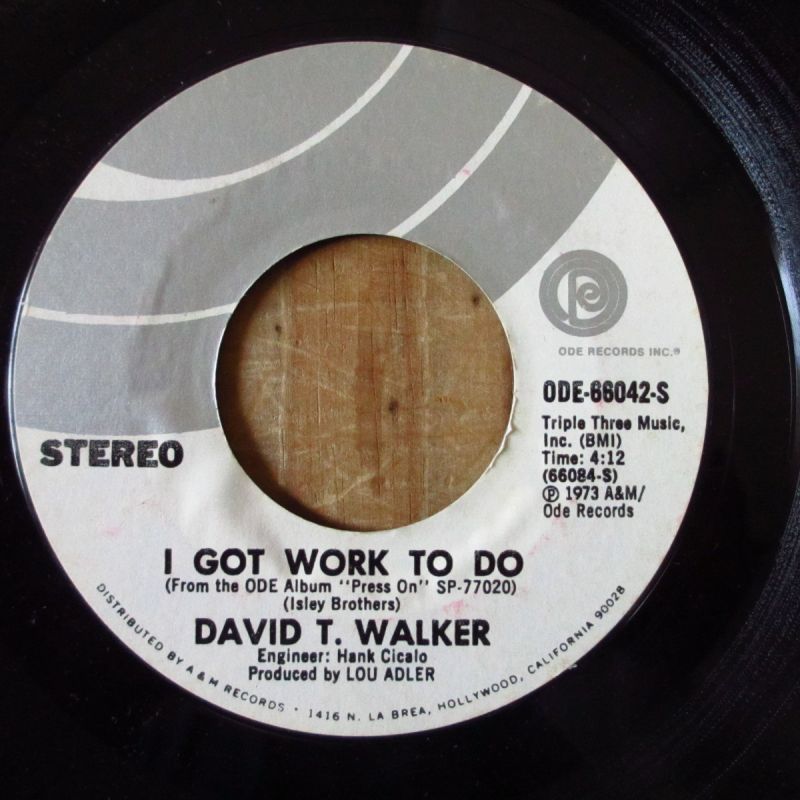 ODE RECORDS INC.®
ODE-66042-S
Triple Three Music,
Inc. (BMI)
Time: 4:12
(66084-S)
℗ 1973 A&M/
Ode Records
STEREO
I GOT WORK TO DO
(From the ODE Album "Press On" SP-77020)
(Isley Brothers)
DAVID T. WALKER
Engineer: Hank Cicalo
Produced by LOU ADLER
DISTRIBUTED BY A & M RECORDS · 1416 N. LA BREA, HOLLYWOOD, CALIFORNIA 90028